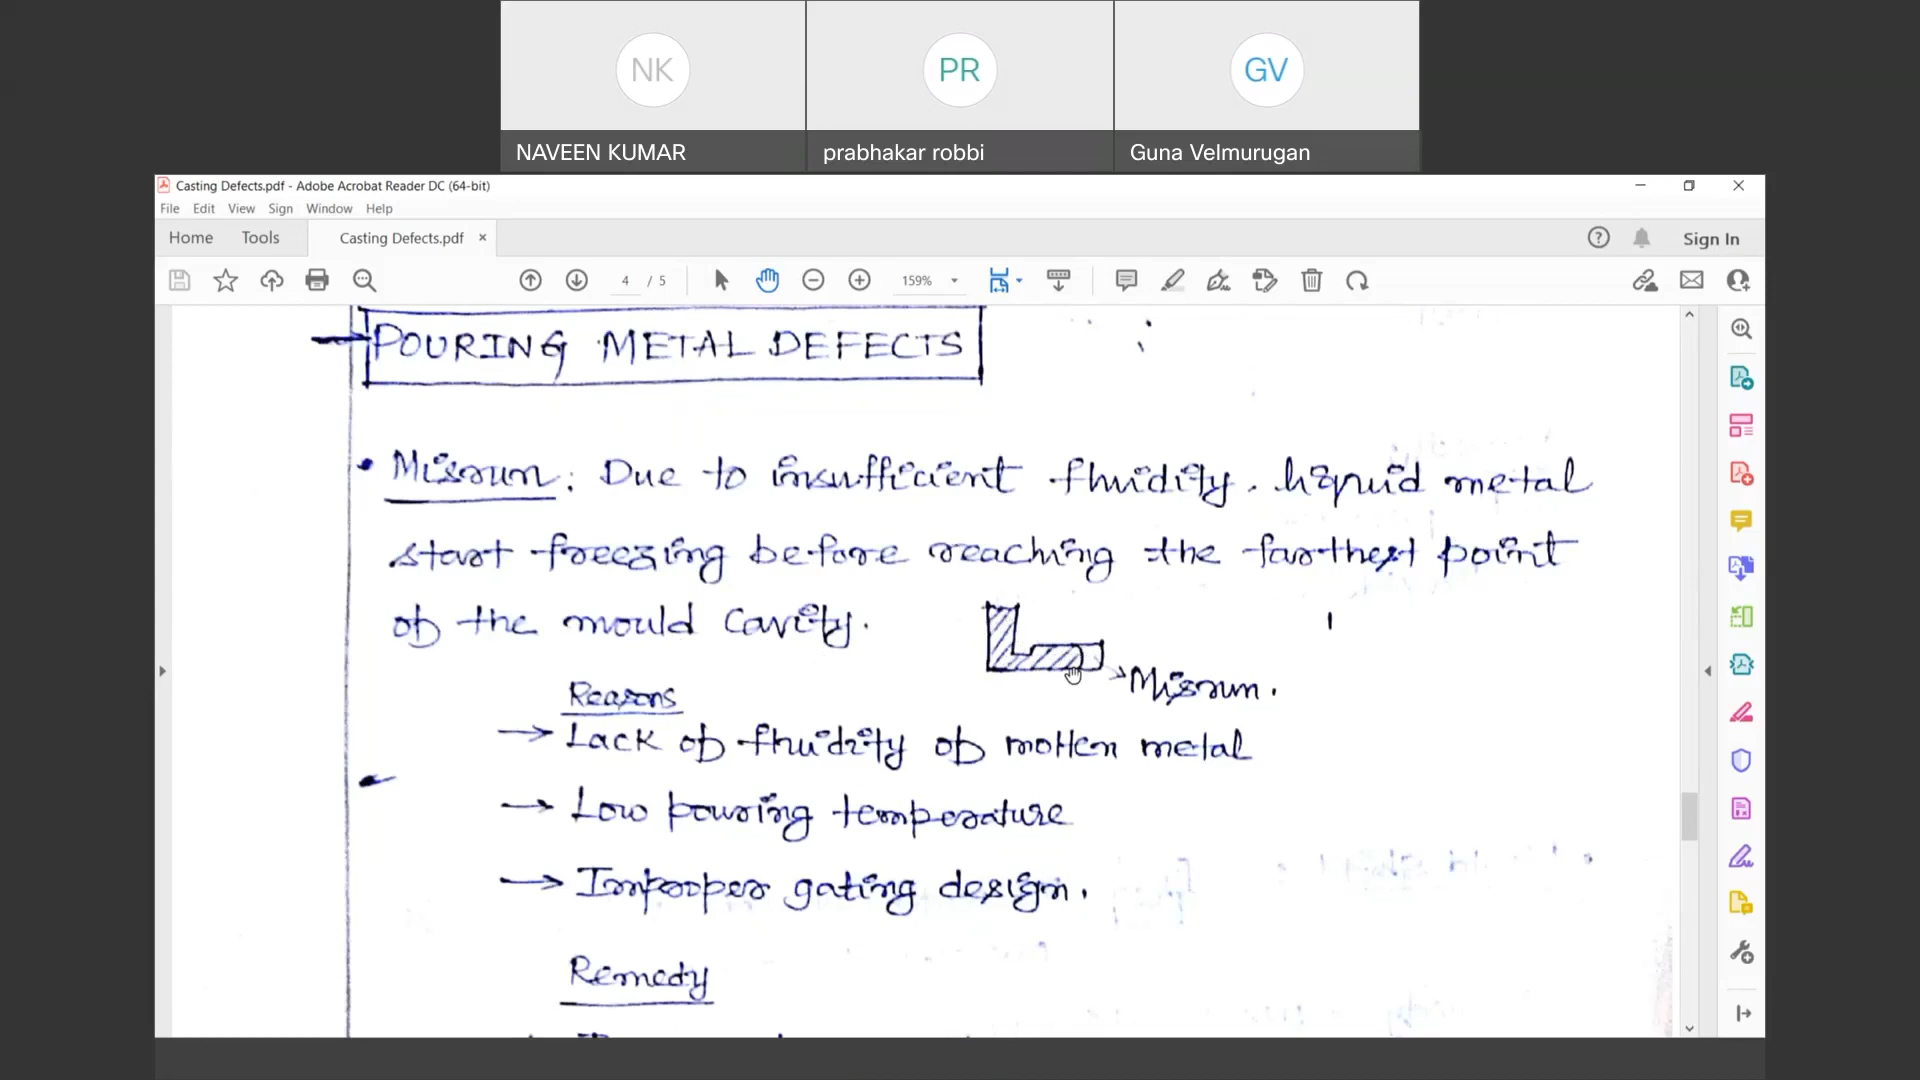 NK
PR
GV
NAVEEN KUMAR
prabhakar robbi
Guna Velmurugan
Casting Defects.pdf - Adobe Acrobat Reader DC (64-bit)
File Edit View Sign Window Help
Home Tools Casting Defects.pdf × Sign In
4 / 5 159%
POURING METAL DEFECTS
• Misrun : Due to insufficient fluidity. liquid metal
start freezing before reaching the farthest point
of the mould cavity.
Misrun.
Reasons
→ Lack of fluidity of molten metal
→ Low pouring temperature
→ Improper gating design.
Remedy